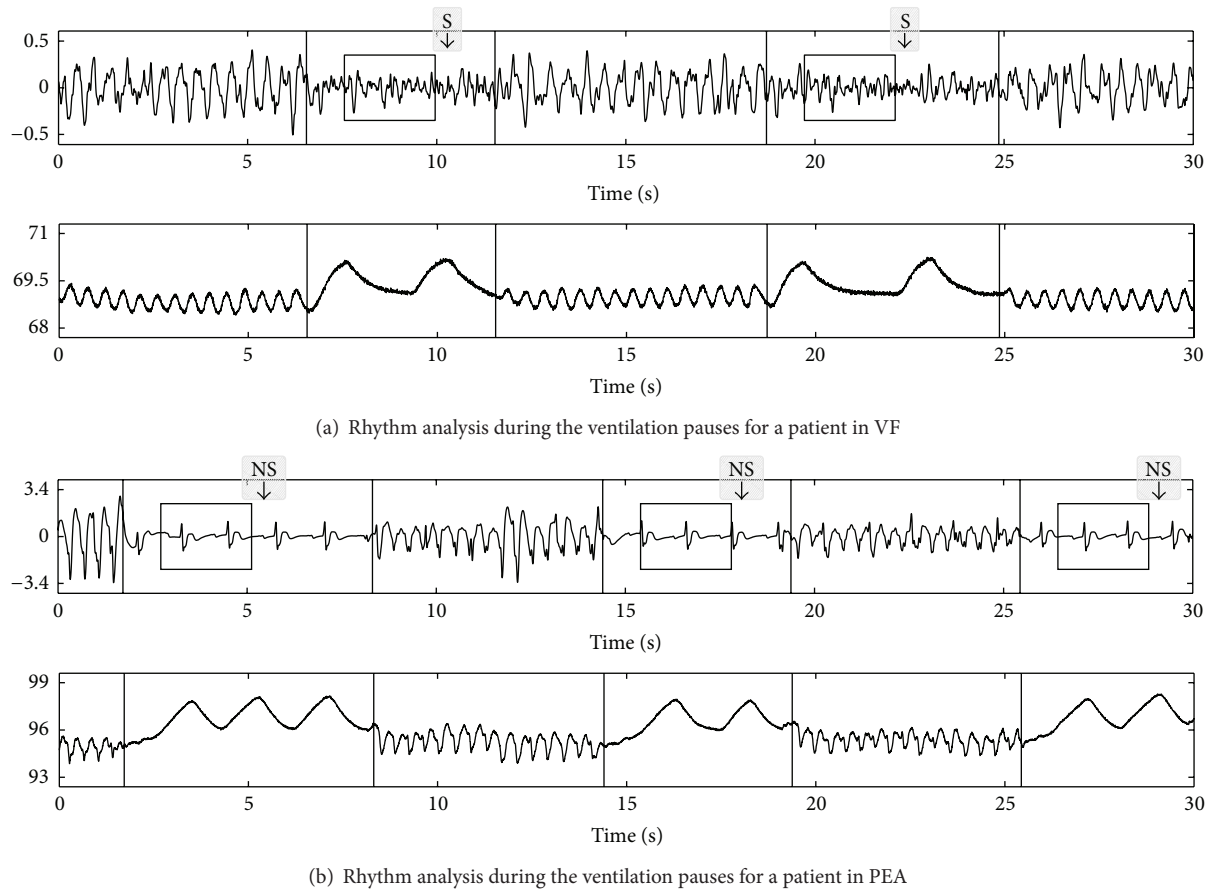 S S
0.5
0
−0.5
0 5 10 15 20 25 30
Time (s)
71
69.5
68
0 5 10 15 20 25 30
Time (s)
(a) Rhythm analysis during the ventilation pauses for a patient in VF
NS NS NS
3.4
0
−3.4
0 5 10 15 20 25 30
Time (s)
99
96
93
0 5 10 15 20 25 30
Time (s)
(b) Rhythm analysis during the ventilation pauses for a patient in PEA